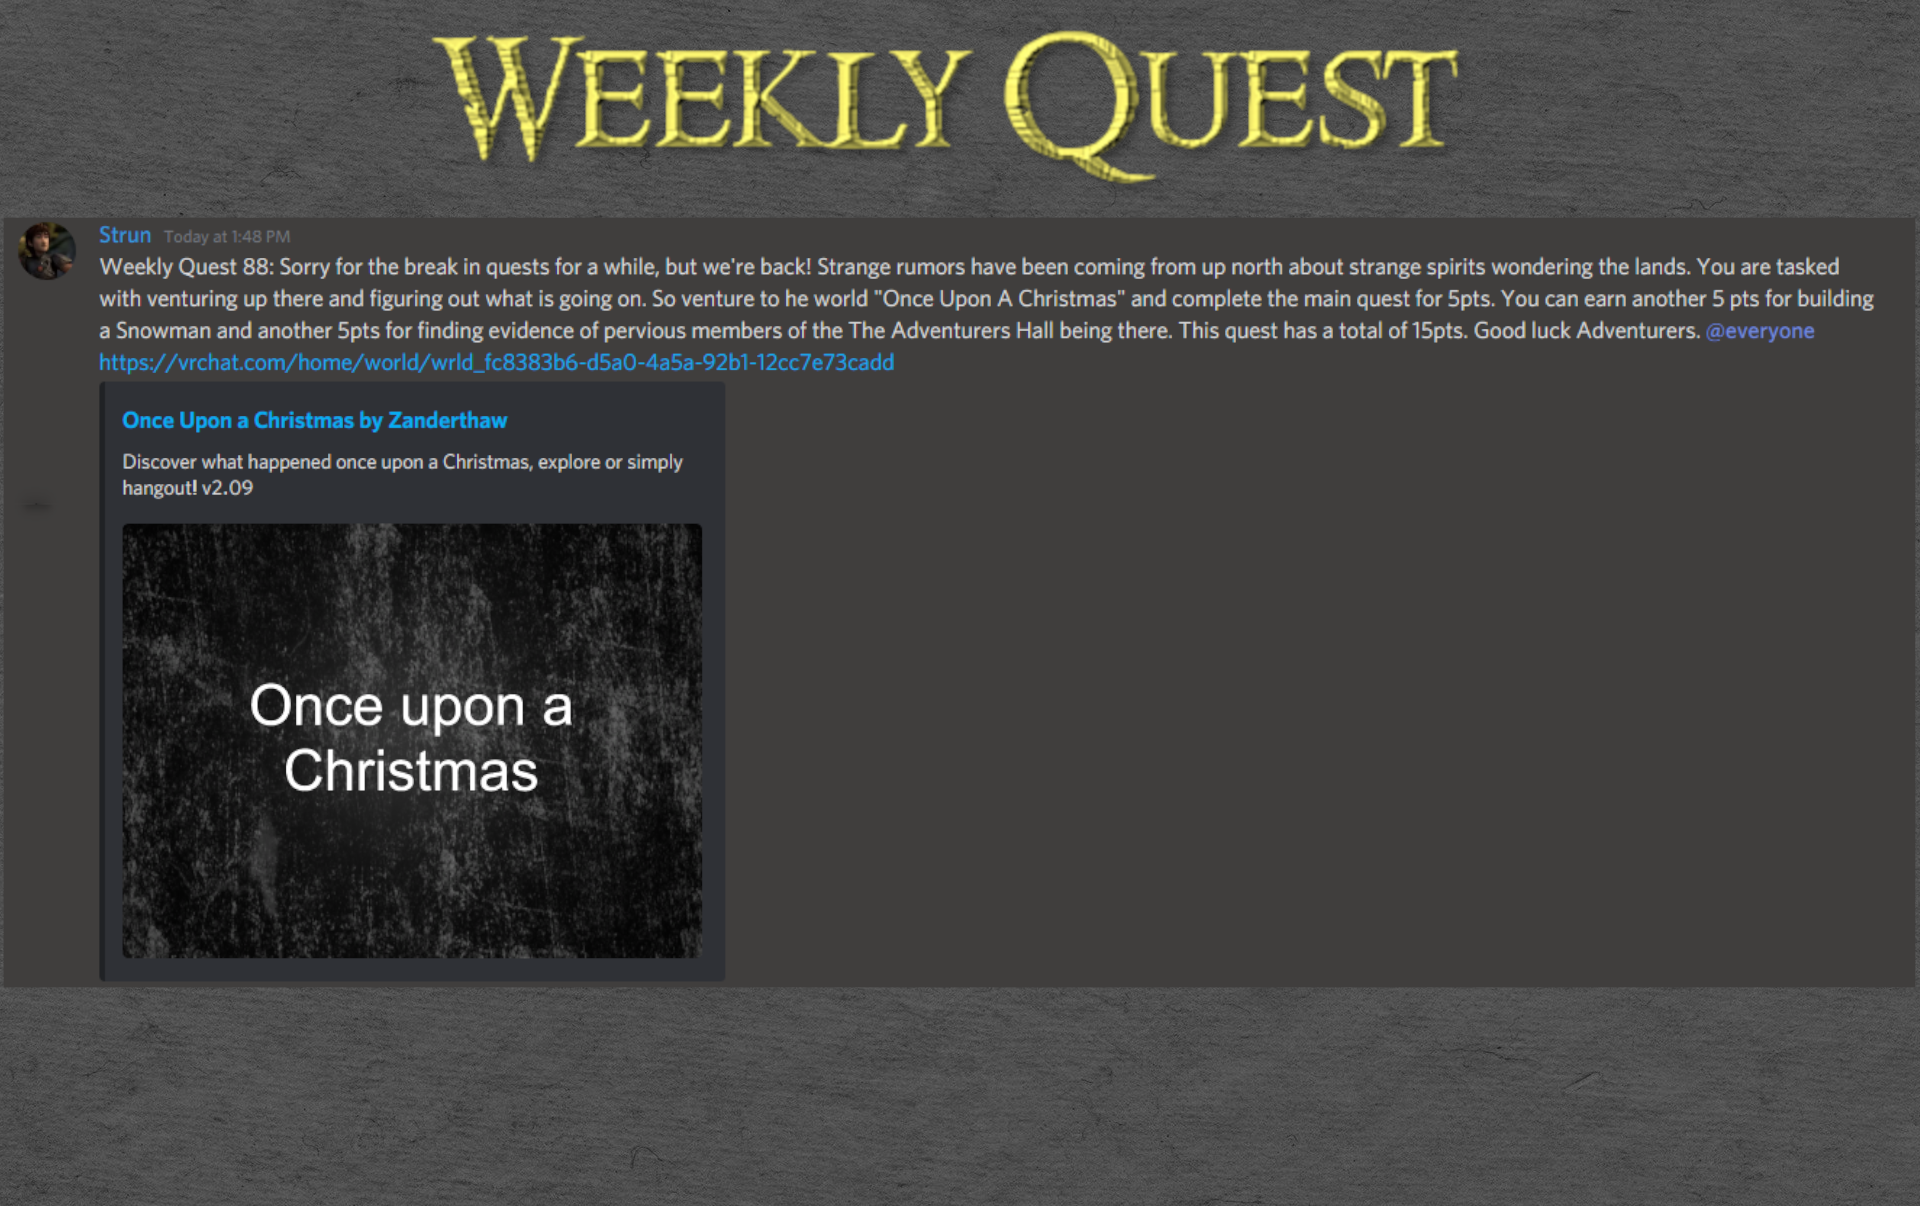 WEEKLY QUEST
Strun Today at 1:48 PM
Weekly Quest 88: Sorry for the break in quests for a while, but we're back! Strange rumors have been coming from up north about strange spirits wondering the lands. You are tasked
with venturing up there and figuring out what is going on. So venture to he world "Once Upon A Christmas" and complete the main quest for 5pts. You can earn another 5 pts for building
a Snowman and another 5pts for finding evidence of pervious members of the The Adventurers Hall being there. This quest has a total of 15pts. Good luck Adventurers. @everyone
https://vrchat.com/home/world/wrld_fc8383b6-d5a0-4a5a-92b1-12cc7e73cadd
Once Upon a Christmas by Zanderthaw
Discover what happened once upon a Christmas, explore or simply
hangout! v2.09
Once upon a
Christmas